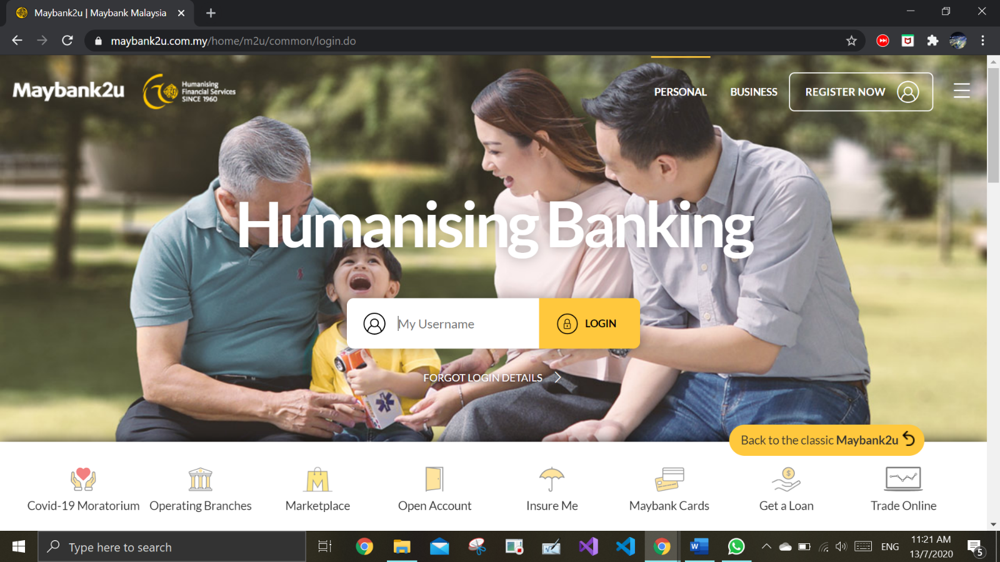 Maybank2u | Maybank Malaysia
maybank2u.com.my/home/m2u/common/login.do
Maybank2u
Humanising
Financial Services
SINCE 1960
PERSONAL
BUSINESS
REGISTER NOW
Humanising Banking
My Username
LOGIN
FORGOT LOGIN DETAILS
Back to the classic Maybank2u
Covid-19 Moratorium
Operating Branches
Marketplace
Open Account
Insure Me
Maybank Cards
Get a Loan
Trade Online
Type here to search
ENG
11:21 AM
13/7/2020
5